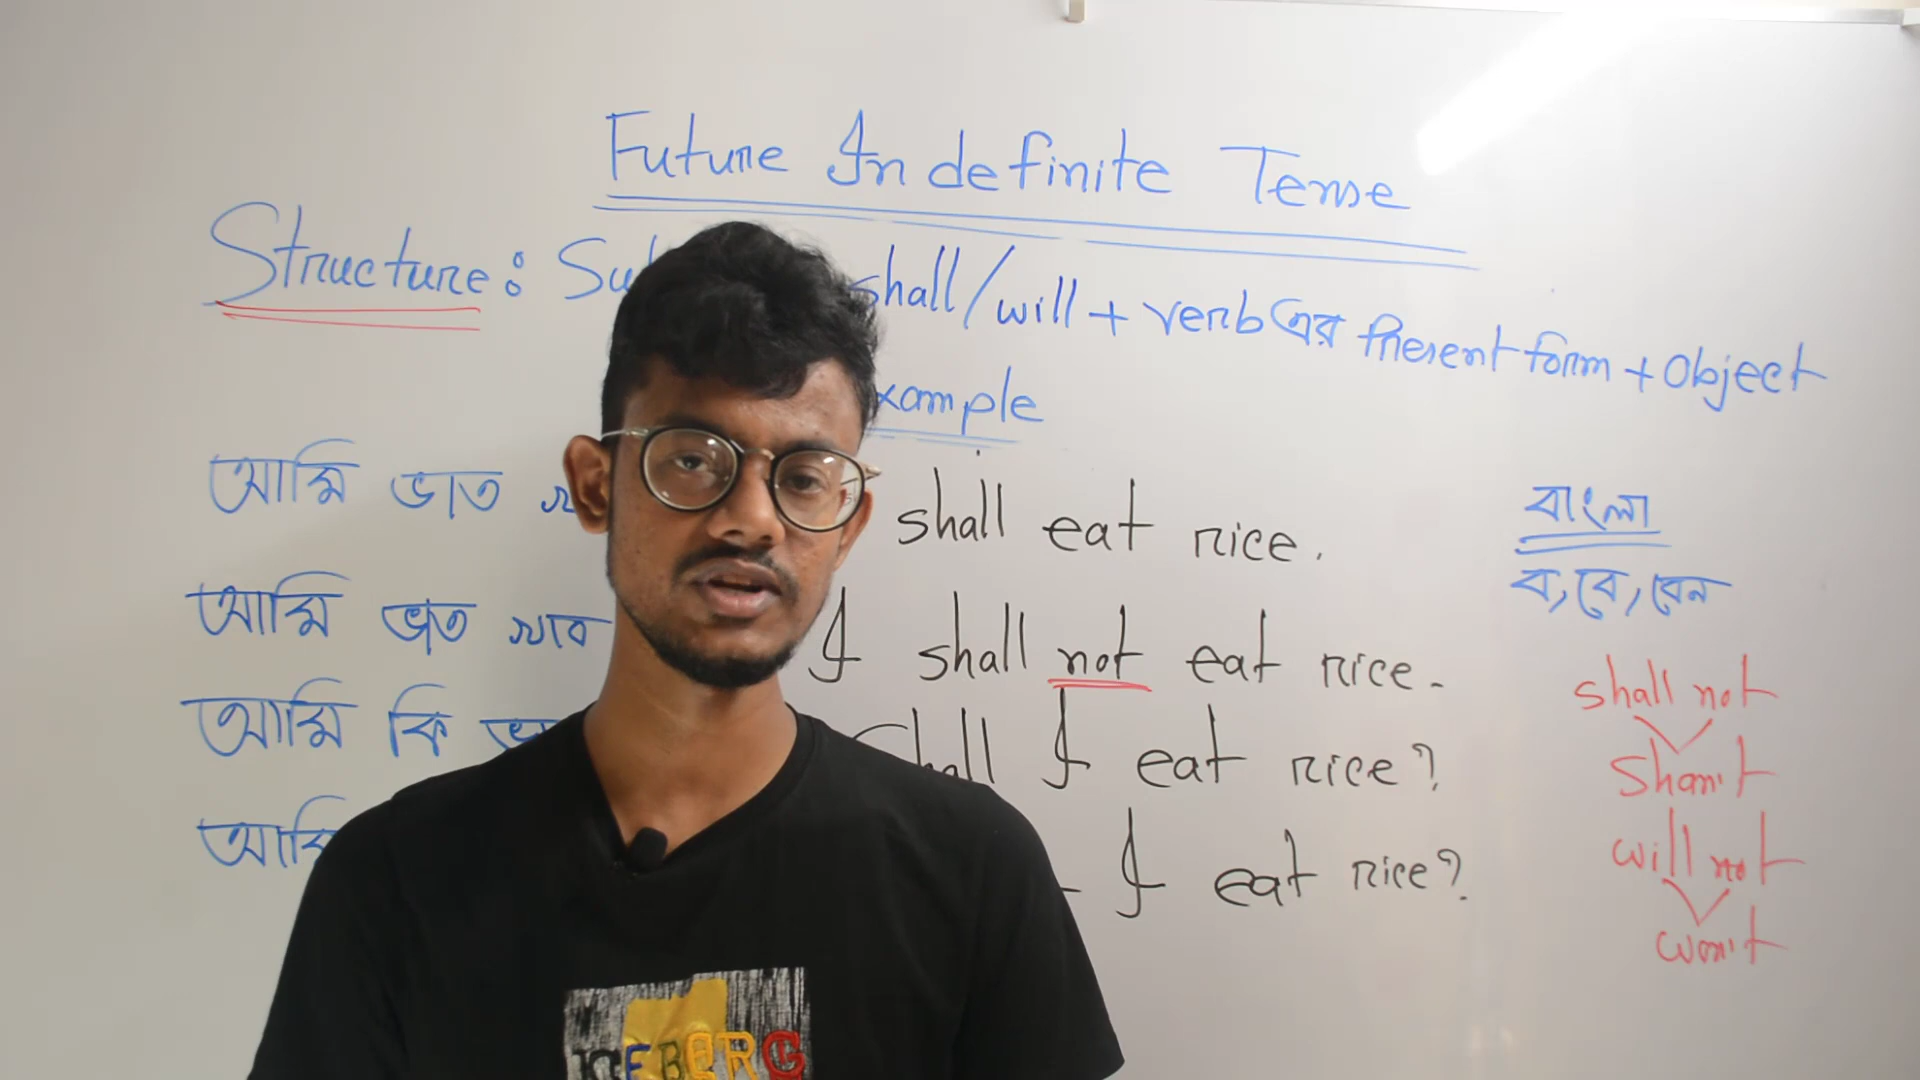 Future Indefinite Tense
Structure: Sub shall/will + verb এর Present form + Object
xample
আমি ভাত shall eat rice.
বাংলা
ব, বে, বেন
আমি ভাত খাব I shall not eat rice.
আমি কি shall I eat rice?
I eat rice?
shall not
Shan't
will not
won't
ICEBERG